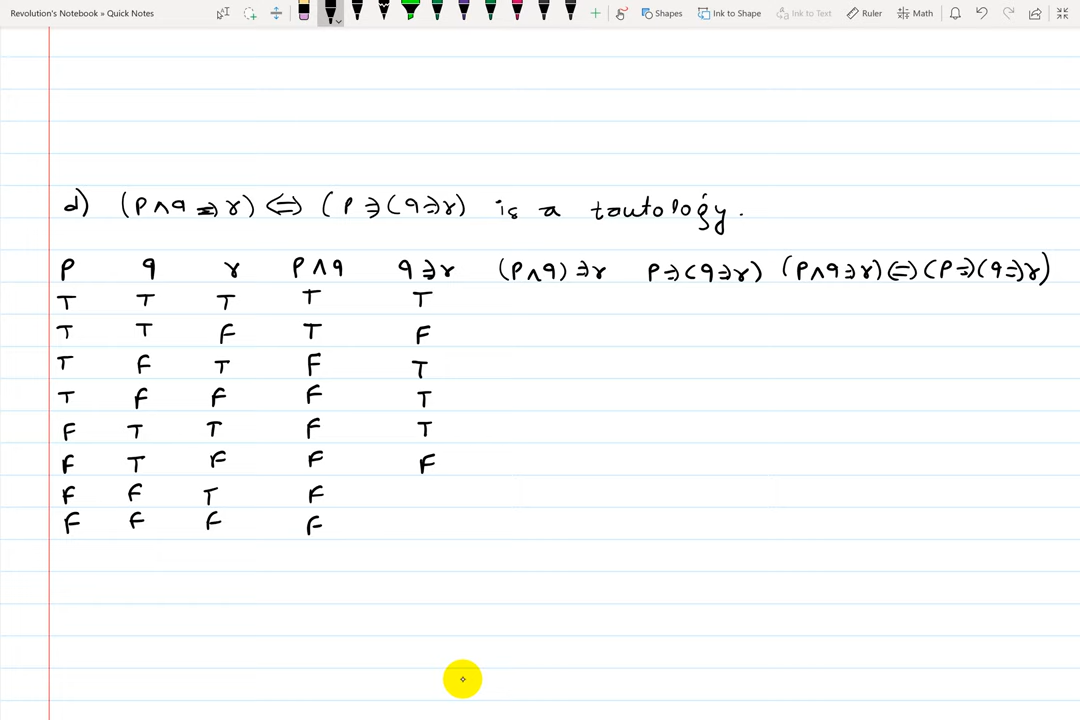 Revolution's Notebook » Quick Notes Shapes Ink to Shape Ink to Text Ruler Math
d) (P∧q ⇒ r) ⇔ (P ⇒ (q ⇒ r) is a tautology.
P q r P∧q q⇒r (P∧q)⇒r P⇒(q⇒r) (P∧q⇒r)⇔(P⇒(q⇒r)
T T T T T
T T F T F
T F T F T
T F F F T
F T T F T
F T F F F
F F T F
F F F F